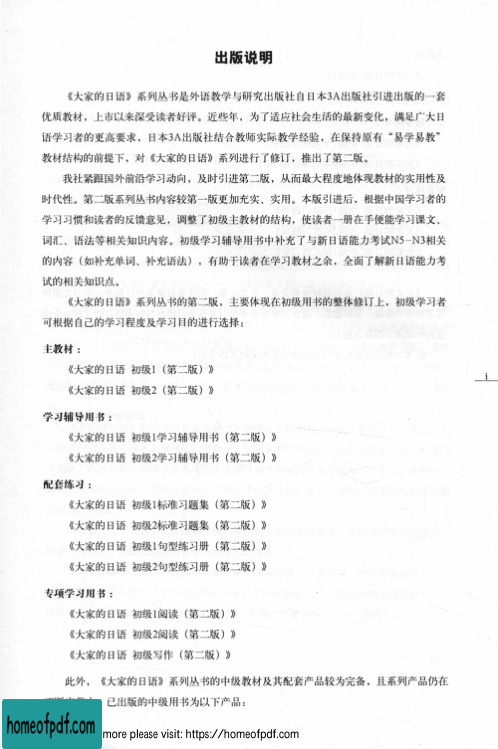 出版说明
《大家的日语》系列丛书是外语教学与研究出版社自日本3A出版社引进出版的一套
优质教材，上市以来深受读者好评。近些年，为了适应社会生活的最新变化，满足广大日
语学习者的更高要求，日本3A出版社结合教师实际教学经验，在保持原有“易学易教”
教材结构的前提下，对《大家的日语》系列进行了修订，推出了第二版。
我社紧跟国外前沿学习动向，及时引进第二版，从而最大程度地体现教材的实用性及
时代性。第二版系列丛书内容较第一版更加充实、实用。本版引进后，根据中国学习者的
学习习惯和读者的反馈意见，调整了初级主教材的结构，使读者一册在手便能学习课文、
词汇、语法等相关知识内容。初级学习辅导用书中补充了与新日语能力考试N5-N3相关
的内容（如补充单词、补充语法），有助于读者在学习教材之余，全面了解新日语能力考
试的相关知识点。
《大家的日语》系列丛书的第二版，主要体现在初级用书的整体修订上，初级学习者
可根据自己的学习程度及学习目的进行选择：
主教材：
《大家的日语 初级1（第二版）》
《大家的日语 初级2（第二版）》
i
学习辅导用书：
《大家的日语 初级1学习辅导用书（第二版）》
《大家的日语 初级2学习辅导用书（第二版）》
配套练习：
《大家的日语 初级1标准习题集（第二版）》
《大家的日语 初级2标准习题集（第二版）》
《大家的日语 初级1句型练习册（第二版）》
《大家的日语 初级2句型练习册（第二版）》
专项学习用书：
《大家的日语 初级1阅读（第二版）》
《大家的日语 初级2阅读（第二版）》
《大家的日语 初级写作（第二版）》
此外，《大家的日语》系列丛书的中级教材及其配套产品较为完备，且系列产品仍在
已出版的中级用书为以下产品：
homeofpdf.com
more please visit: https://homeofpdf.com